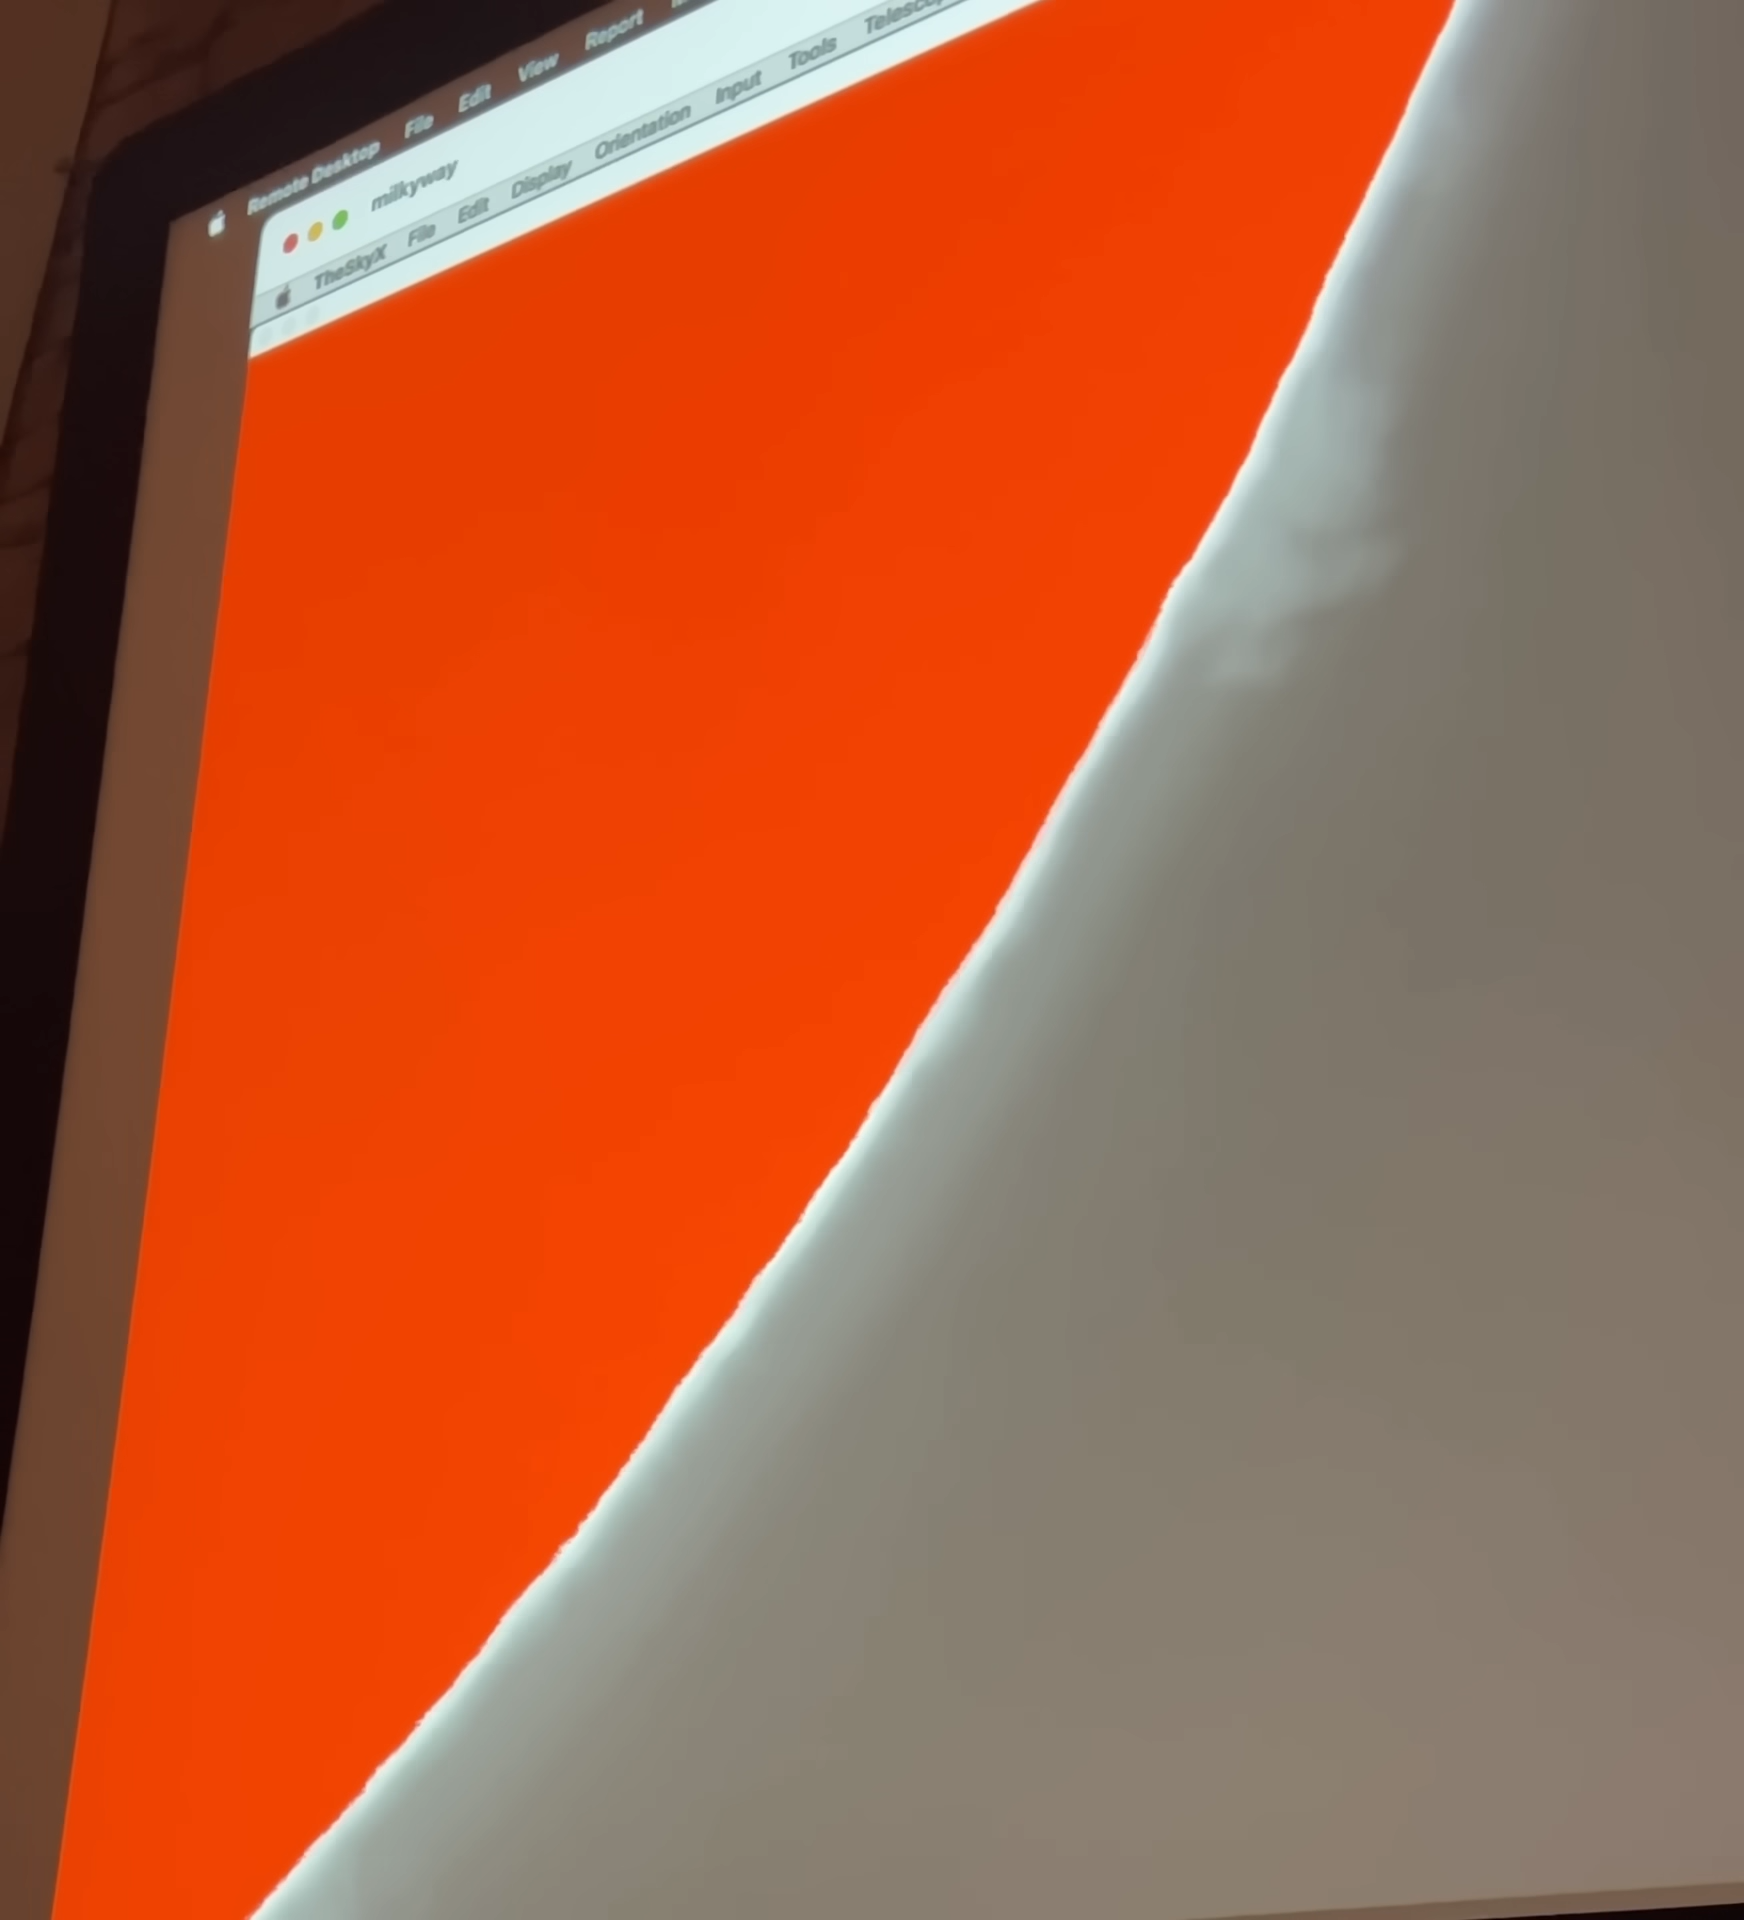 Remote Desktop File Edit View Report
milkyway
TheSkyX File Edit Display Orientation Input Tools